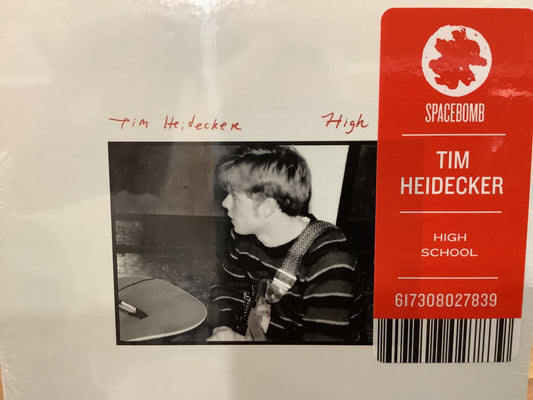 Tim Heidecker
High
SPACEBOMB
TIM
HEIDECKER
HIGH
SCHOOL
617308027839